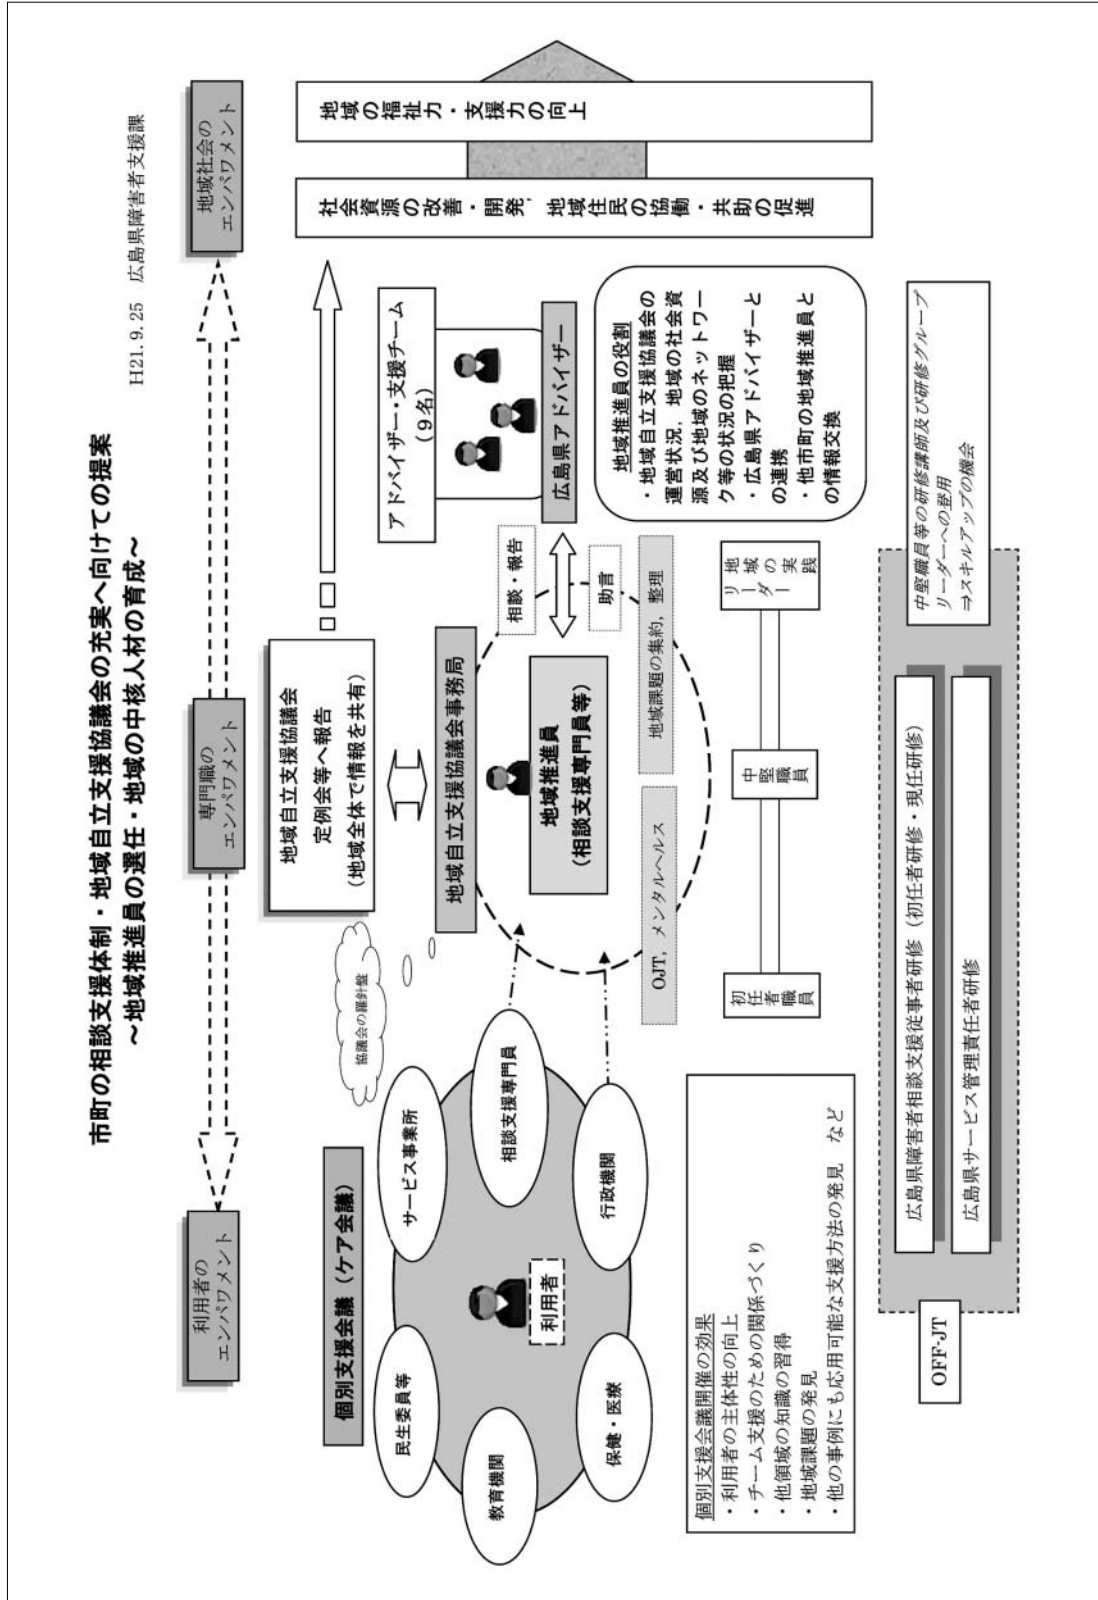 市町の相談支援体制・地域自立支援協議会の充実へ向けての提案
～地域推進員の選任・地域の中核人材の育成～
H21.9.25　広島県障害者支援課
利用者の
エンパワメント
専門職の
エンパワメント
地域社会の
エンパワメント
個別支援会議（ケア会議）
民生委員等
サービス事業所
教育機関
相談支援専門員
保健・医療
行政機関
利用者
協議会の羅針盤
地域自立支援協議会
定例会等へ報告
（地域全体で情報を共有）
地域自立支援協議会事務局
地域推進員
（相談支援専門員等）
OJT，メンタルヘルス
地域課題の集約，整理
相談・報告
助言
アドバイザー・支援チーム
（9名）
広島県アドバイザー
社会資源の改善・開発，地域住民の協働・共助の促進
地域の福祉力・支援力の向上
地域推進員の役割
・地域自立支援協議会の
運営状況，地域の社会資
源及び地域のネットワー
ク等の状況の把握
・広島県アドバイザーと
の連携
・他市町の地域推進員と
の情報交換
個別支援会議開催の効果
・利用者の主体性の向上
・チーム支援のための関係づくり
・他領域の知識の習得
・地域課題の発見
・他の事例にも応用可能な支援方法の発見　など
初任者職員
中堅職員
地域の実践
リーダー
OFF-JT
広島県障害者相談支援従事者研修（初任者研修・現任研修）
広島県サービス管理責任者研修
中堅職員等の研修講師及び研修グループ
リーダーへの登用
⇒スキルアップの機会